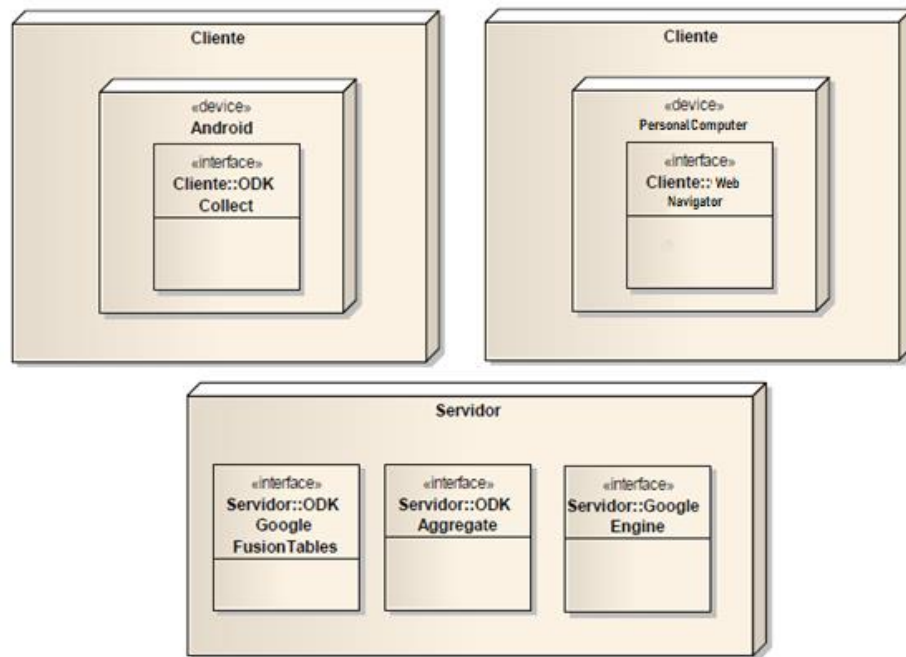 Cliente
«device»
Android
«interface»
Cliente::ODK
Collect
Cliente
«device»
PersonalComputer
«interface»
Cliente:: Web
Navigator
Servidor
«interface»
Servidor::ODK
Google
FusionTables
«interface»
Servidor::ODK
Aggregate
«interface»
Servidor::Google
Engine